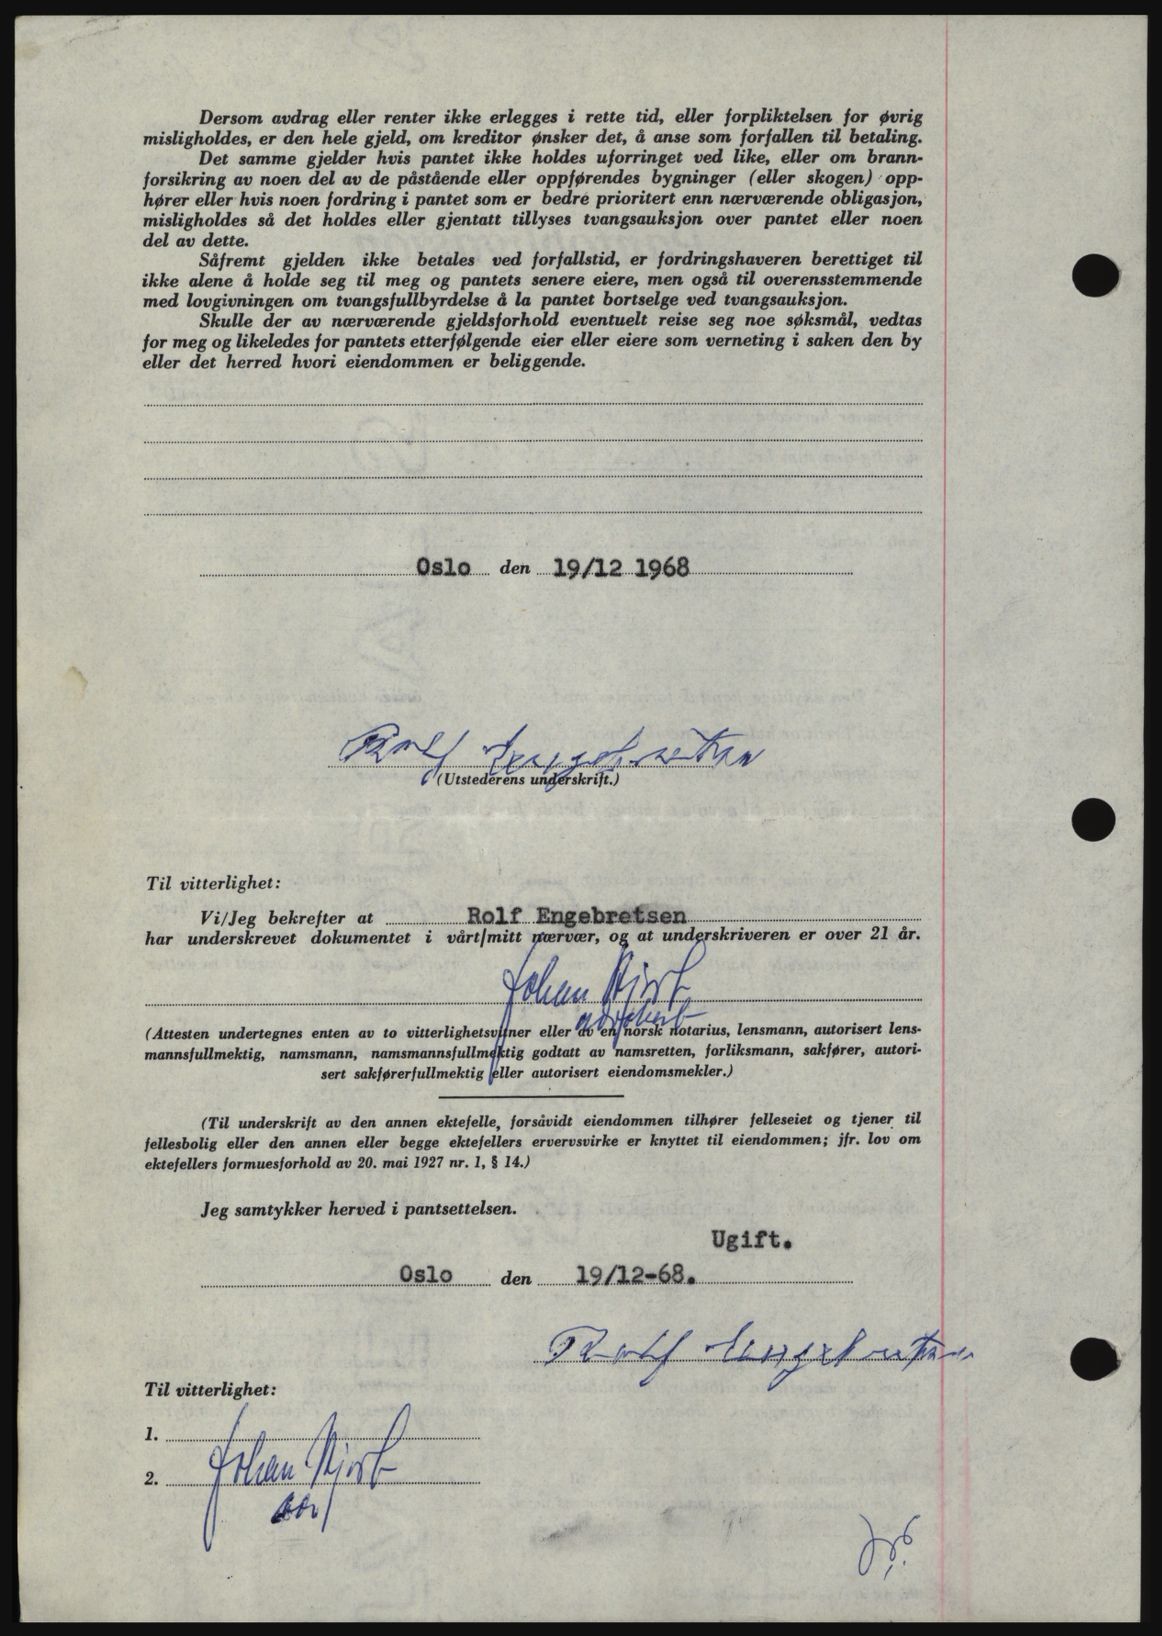 Dersom avdrag eller renter ikke erlegges i rette tid, eller forpliktelsen for øvrig
misligholdes, er den hele gjeld, om kreditor ønsker det, å anse som forfallen til betaling.
Det samme gjelder hvis pantet ikke holdes uforringet ved like, eller om brann-
forsikring av noen del av de påstående eller oppførendes bygninger (eller skogen) opp-
hører eller hvis noen fordring i pantet som er bedre prioritert enn nærværende obligasjon,
misligholdes så det holdes eller gjentatt tillyses tvangsauksjon over pantet eller noen
del av dette.
Såfremt gjelden ikke betales ved forfallstid, er fordringshaveren berettiget til
ikke alene å holde seg til meg og pantets senere eiere, men også til overensstemmende
med lovgivningen om tvangsfullbyrdelse å la pantet bortselge ved tvangsauksjon.
Skulle der av nærværende gjeldsforhold eventuelt reise seg noe søksmål, vedtas
for meg og likeledes for pantets etterfølgende eier eller eiere som verneting i saken den by
eller det herred hvori eiendommen er beliggende.
Oslo den 19/12 1968
Rolf Engebretsen
(Utstederens underskrift.)
Til vitterlighet:
Vi/Jeg bekrefter at Rolf Engebretsen
har underskrevet dokumentet i vårt/mitt nærvær, og at underskriveren er over 21 år.
Johan Hjort
advokat
(Attesten undertegnes enten av to vitterlighetsvitner eller av en norsk notarius, lensmann, autorisert lens-
mannsfullmektig, namsmann, namsmannsfullmektig godtatt av namsretten, forliksmann, sakfører, autori-
sert sakførerfullmektig eller autorisert eiendomsmekler.)
(Til underskrift av den annen ektefelle, forsåvidt eiendommen tilhører felleseiet og tjener til
fellesbolig eller den annen eller begge ektefellers ervervsvirke er knyttet til eiendommen; jfr. lov om
ektefellers formuesforhold av 20. mai 1927 nr. 1, § 14.)
Jeg samtykker herved i pantsettelsen.
Ugift.
Oslo den 19/12-68.
Rolf Engebretsen
Til vitterlighet:
1.
2. Johan Hjort